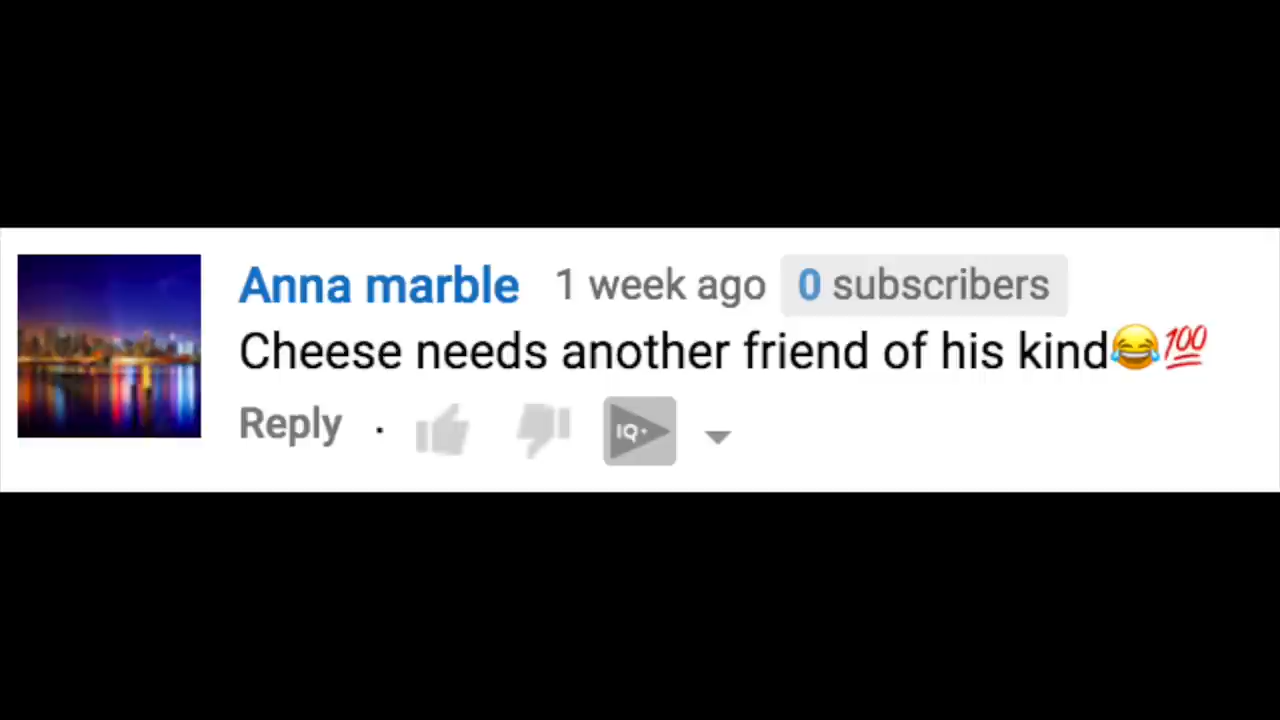 Anna marble 1 week ago 0 subscribers
Cheese needs another friend of his kind😂💯
Reply · IQ+